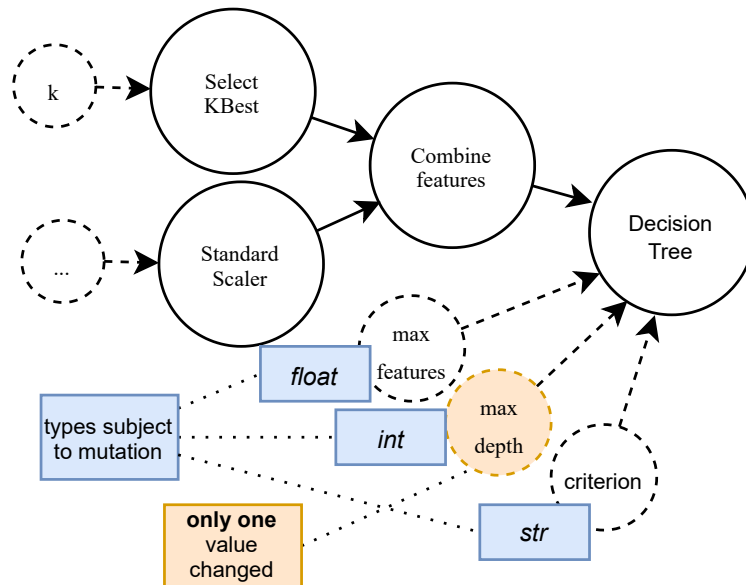 k
Select
KBest
Combine
features
Decision
Tree
...
Standard
Scaler
max
features
float
max
depth
int
types subject
to mutation
criterion
str
only one
value
changed